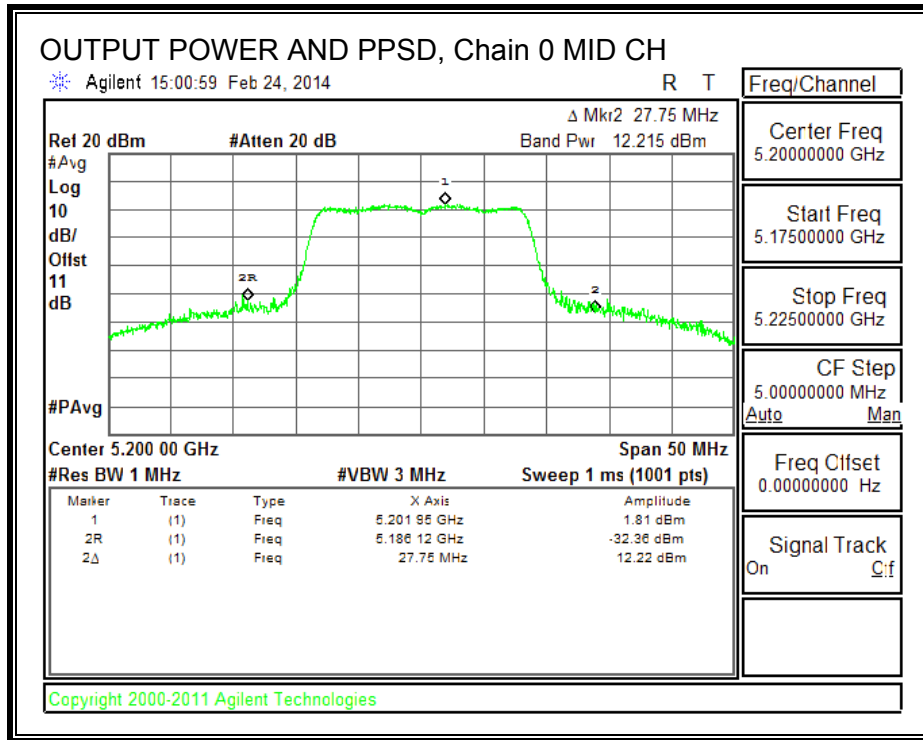 OUTPUT POWER AND PPSD, Chain 0 MID CH
Agilent 15:00:59 Feb 24, 2014 R T
Freq/Channel
Δ Mkr2 27.75 MHz
Ref 20 dBm #Atten 20 dB Band Pwr 12.215 dBm
#Avg
Log
10
dB/
Offst
11
dB
1
2R
2
#PAvg
Center 5.200 00 GHz Span 50 MHz
#Res BW 1 MHz #VBW 3 MHz Sweep 1 ms (1001 pts)
Marker Trace Type X Axis Amplitude
1 (1) Freq 5.201 95 GHz 1.81 dBm
2R (1) Freq 5.186 12 GHz -32.36 dBm
2Δ (1) Freq 27.75 MHz 12.22 dBm
Center Freq
5.20000000 GHz
Start Freq
5.17500000 GHz
Stop Freq
5.22500000 GHz
CF Step
5.00000000 MHz
Auto Man
Freq Offset
0.00000000 Hz
Signal Track
On Off
Copyright 2000-2011 Agilent Technologies